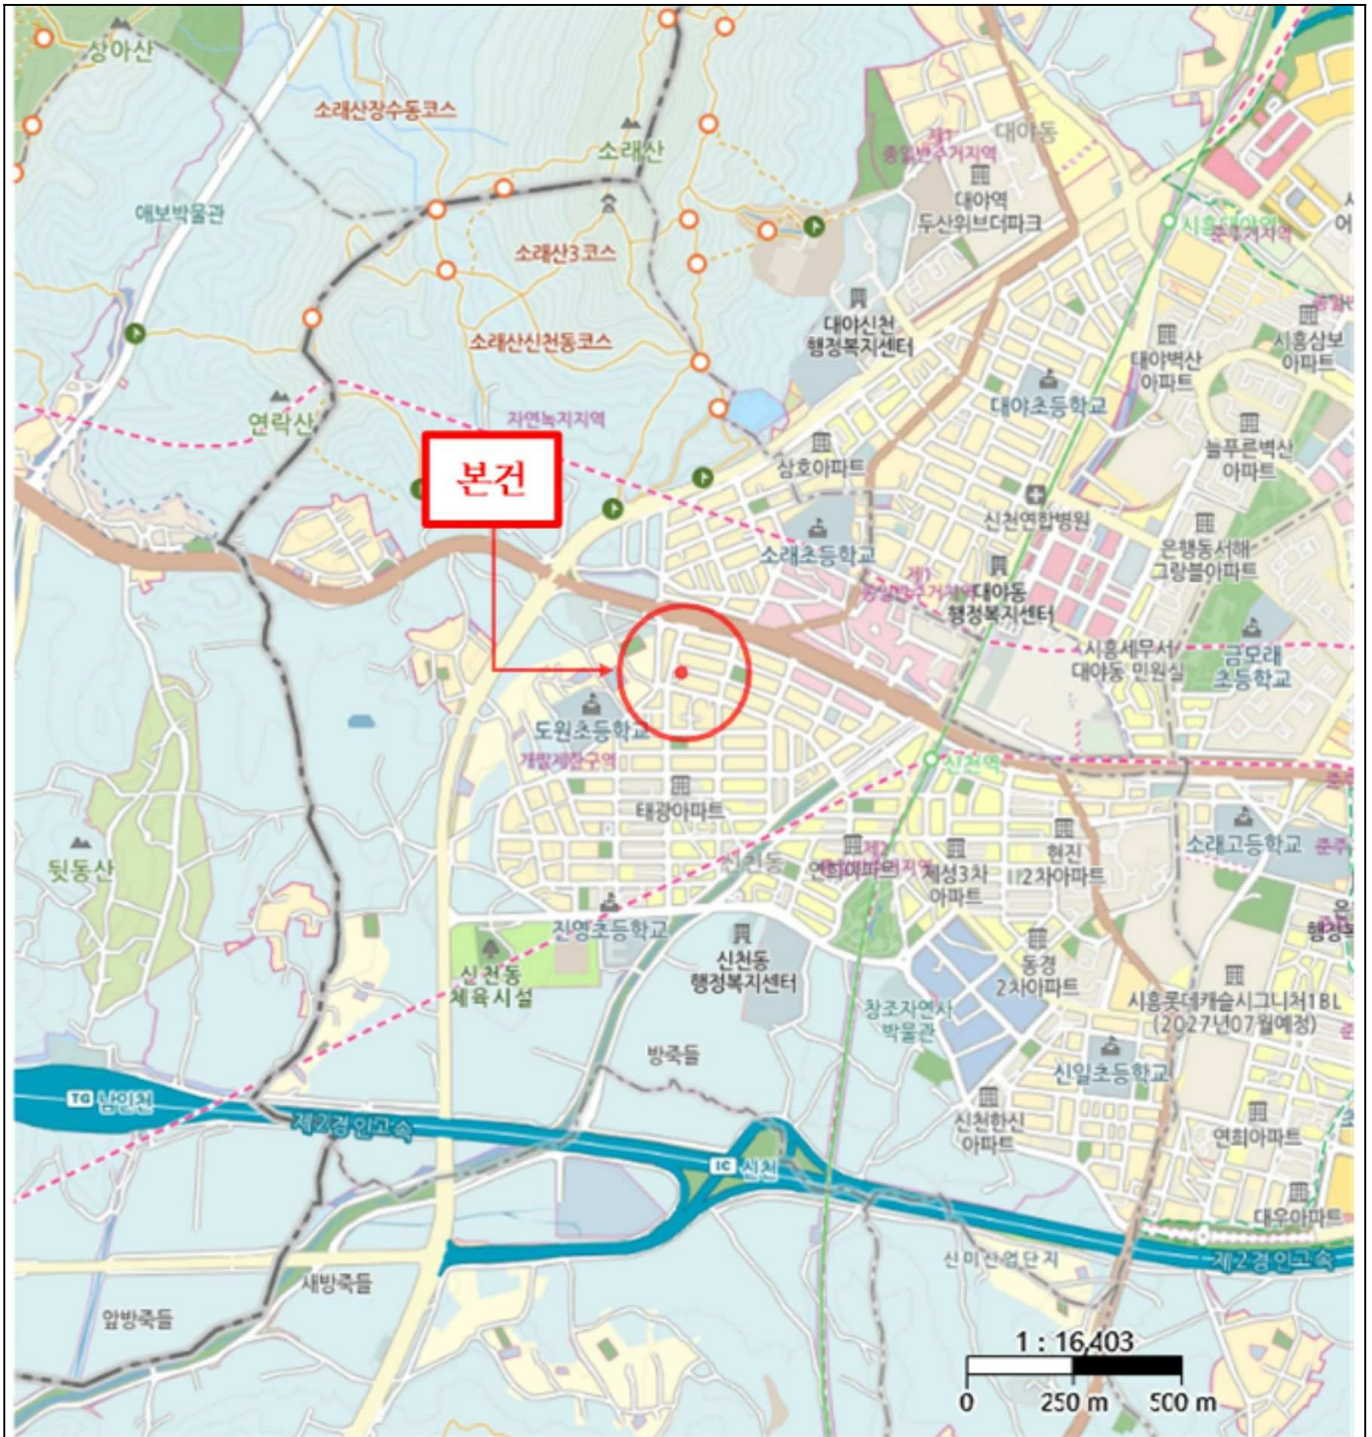 상아산
소래산장수동코스
소래산
애보박물관
소래산3코스
소래산신천동코스
연락산
자연녹지지역
제1
종일반주거지역
대야동
대야역
두산위브더파크
시흥대야역
준주거지역
대야신천
행정복지센터
대야벽산
아파트
시흥삼보
아파트
대야초등학교
늘푸른벽산
아파트
삼호아파트
본건
신천연합병원
소래초등학교
은행동서해
그랑블아파트
제1
대야동
행정복지센터
시흥세무서
대야동 민원실
금모래
초등학교
도원초등학교
개발제한구역
신천역
태광아파트
신천동
제2
연희아파트
제성3차
아파트
현진
1!2차아파트
소래고등학교
준주
뒷동산
진영초등학교
신천동
체육시설
신천동
행정복지센터
동경
2차아파트
창조자연사
박물관
시흥롯데캐슬시그니처1BL
(2027년07월예정)
방죽들
신일초등학교
TG 남인천
제2경인고속
신천한신
아파트
연희아파트
IC 신천
대우아파트
신미산업단지
제2경인고속
새방죽들
앞방죽들
1 : 16,403
0 250 m 500 m